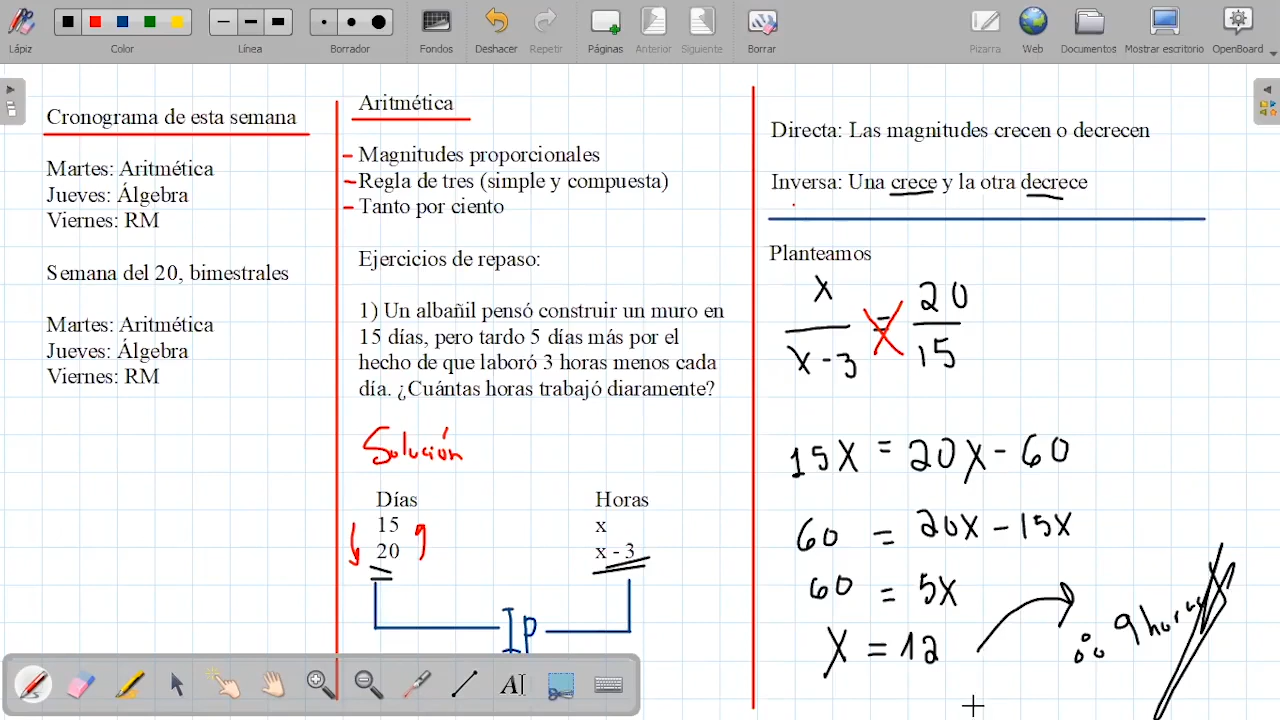 Lápiz
Color
Línea
Borrador
Fondos
Deshacer
Repetir
Páginas
Anterior
Siguiente
Borrar
Pizarra
Web
Documentos
Mostrar escritorio
OpenBoard
Cronograma de esta semana
Martes: Aritmética
Jueves: Álgebra
Viernes: RM
Semana del 20, bimestrales
Martes: Aritmética
Jueves: Álgebra
Viernes: RM
Aritmética
Magnitudes proporcionales
Regla de tres (simple y compuesta)
Tanto por ciento
Ejercicios de repaso:
1) Un albañil pensó construir un muro en
15 días, pero tardo 5 días más por el
hecho de que laboró 3 horas menos cada
día. ¿Cuántas horas trabajó diaramente?
Solución
Días Horas
15 x
20 x - 3
Ip
Directa: Las magnitudes crecen o decrecen
Inversa: Una crece y la otra decrece
Planteamos
x = 20
x - 3 15
15x = 20x - 60
60 = 20x - 15x
60 = 5x
x = 12
∴ 9 horas
AI